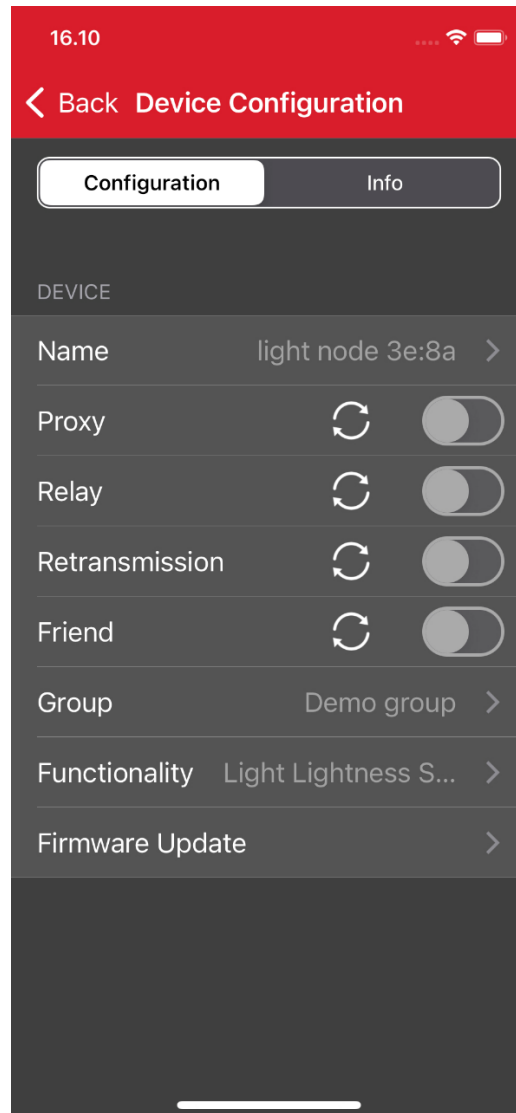 16.10
Back Device Configuration
Configuration Info
DEVICE
Name light node 3e:8a
Proxy
Relay
Retransmission
Friend
Group Demo group
Functionality Light Lightness S...
Firmware Update